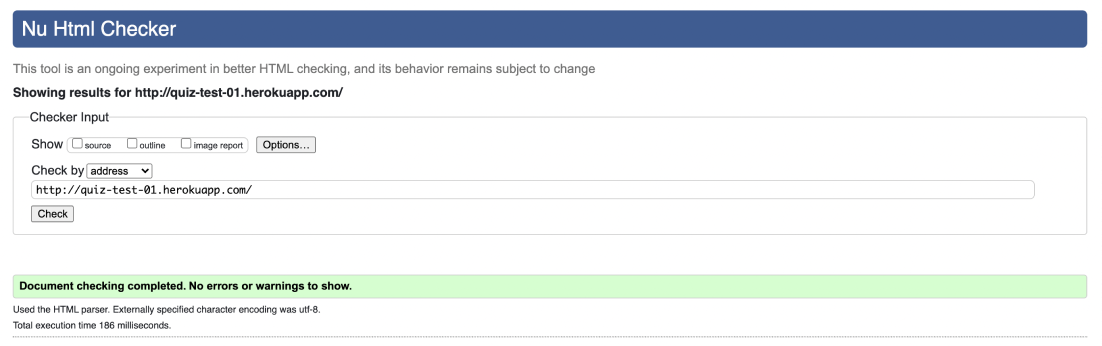 Nu Html Checker
This tool is an ongoing experiment in better HTML checking, and its behavior remains subject to change
Showing results for http://quiz-test-01.herokuapp.com/
Checker Input
Show source outline image report Options...
Check by address
http://quiz-test-01.herokuapp.com/
Check
Document checking completed. No errors or warnings to show.
Used the HTML parser. Externally specified character encoding was utf-8.
Total execution time 186 milliseconds.